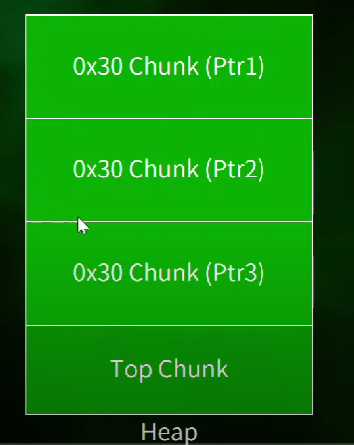 0x30 Chunk (Ptr1)
0x30 Chunk (Ptr2)
0x30 Chunk (Ptr3)
Top Chunk
Heap